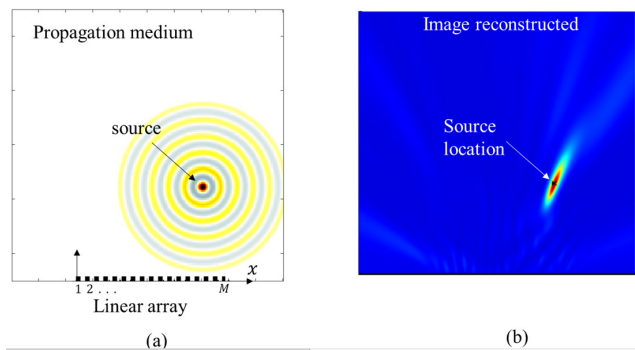 Propagation medium
source
x
1 2 . . . M
Linear array
(a)
Image reconstructed
Source
location
(b)